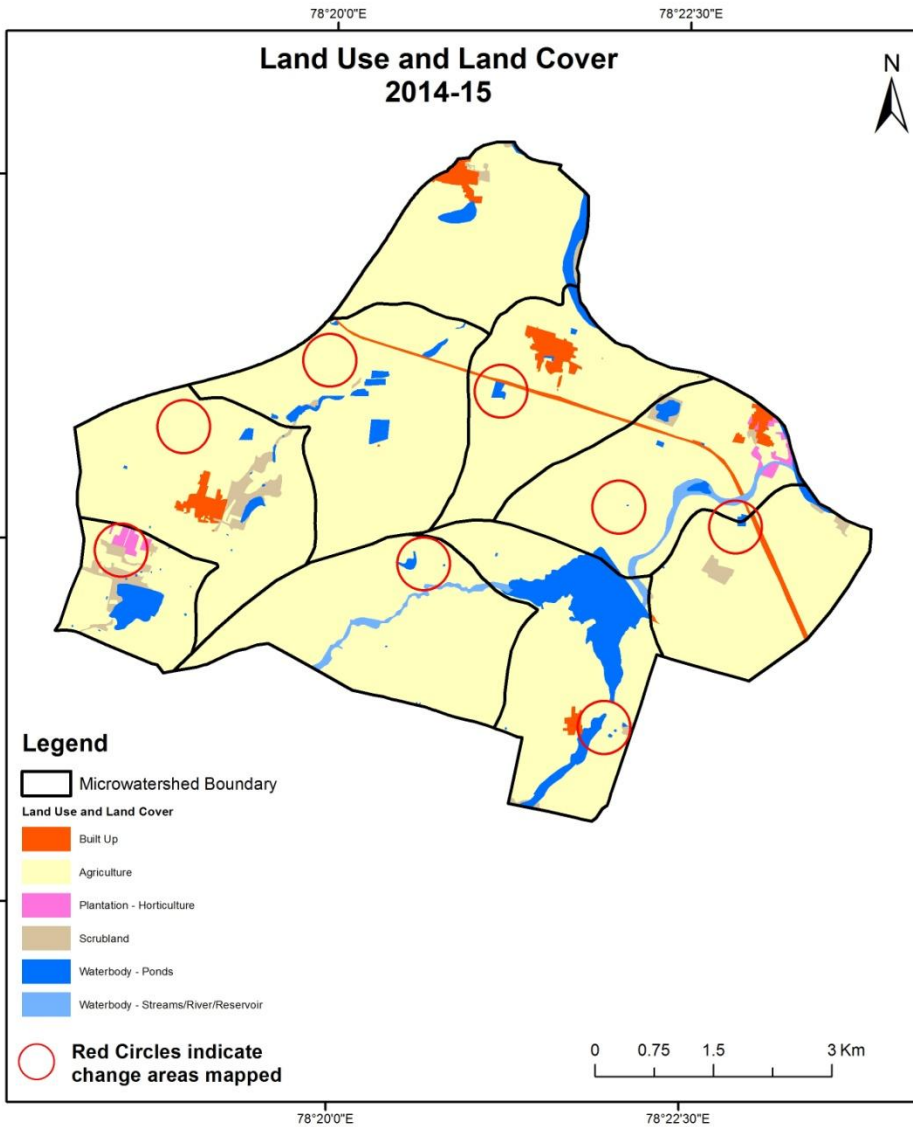 78°20'0"E
78°22'30"E
Land Use and Land Cover
2014-15
N
Legend
Microwatershed Boundary
Land Use and Land Cover
Built Up
Agriculture
Plantation - Horticulture
Scrubland
Waterbody - Ponds
Waterbody - Streams/River/Reservoir
Red Circles indicate
change areas mapped
0 0.75 1.5 3 Km
78°20'0"E
78°22'30"E